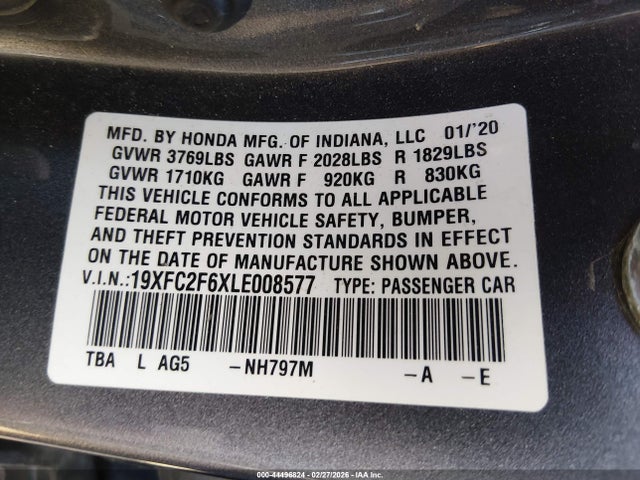 MFD. BY HONDA MFG. OF INDIANA, LLC 01/'20
GVWR 3769LBS GAWR F 2028LBS R 1829LBS
GVWR 1710KG GAWR F 920KG R 830KG
THIS VEHICLE CONFORMS TO ALL APPLICABLE
FEDERAL MOTOR VEHICLE SAFETY, BUMPER,
AND THEFT PREVENTION STANDARDS IN EFFECT
ON THE DATE OF MANUFACTURE SHOWN ABOVE.
V.I.N.:19XFC2F6XLE008577 TYPE: PASSENGER CAR
TBA L AG5 -NH797M -A -E
000-44496824 - 02/27/2026 - IAA Inc.